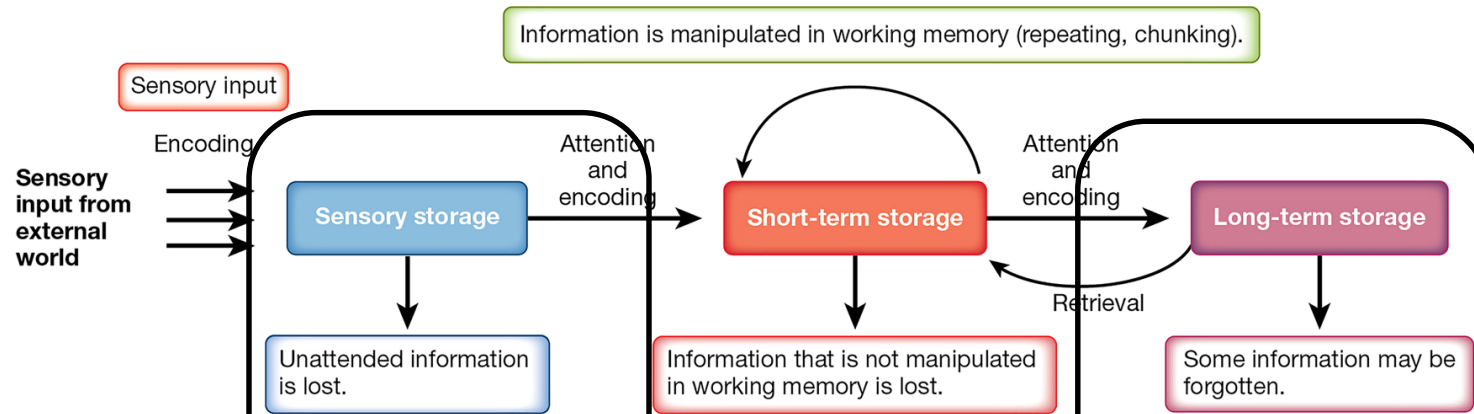 Information is manipulated in working memory (repeating, chunking).
Sensory input
Encoding
Sensory
input from
external
world
Sensory storage
Attention
and
encoding
Short-term storage
Attention
and
encoding
Long-term storage
Retrieval
Unattended information
is lost.
Information that is not manipulated
in working memory is lost.
Some information may be
forgotten.